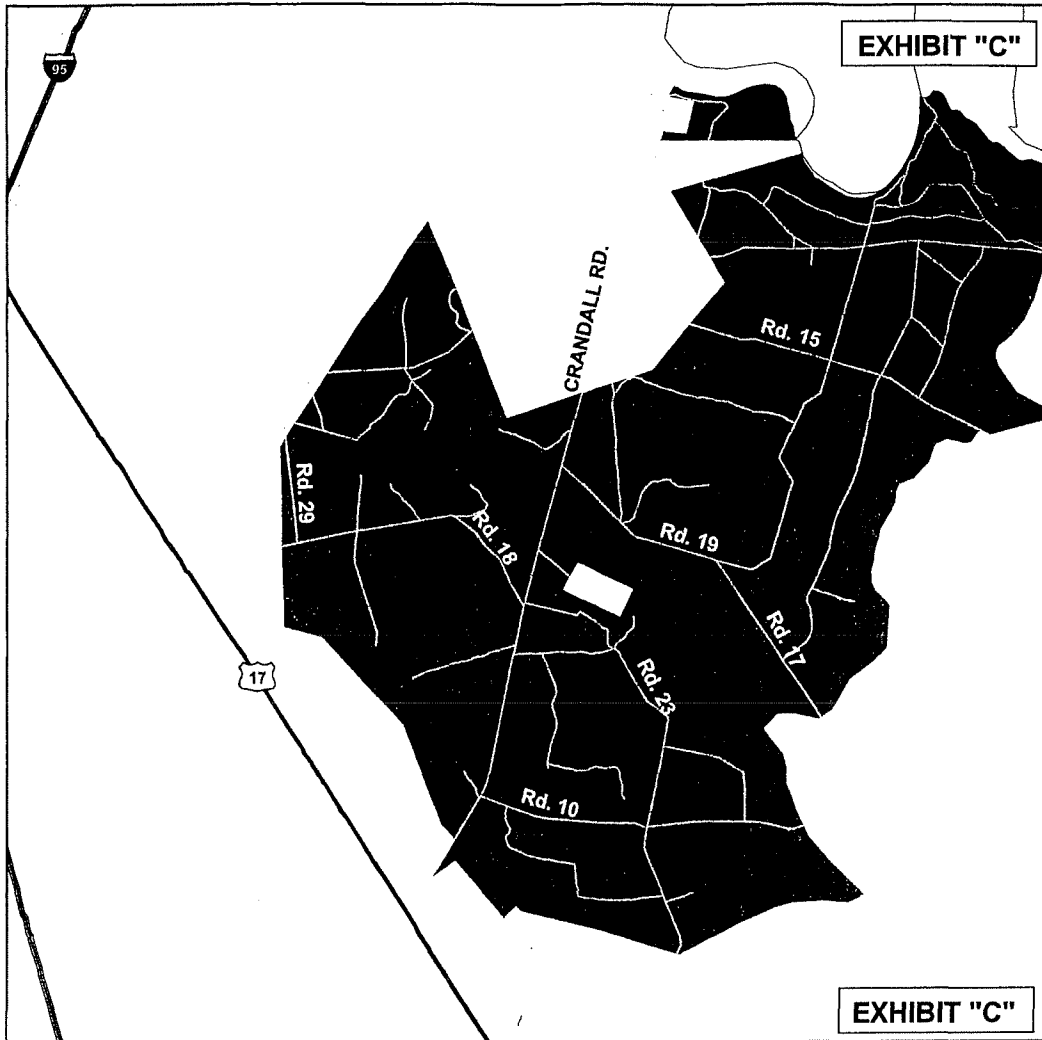 EXHIBIT "C"
95
CRANDALL RD.
Rd. 15
Rd. 29
Rd. 18
Rd. 19
Rd. 17
17
Rd. 23
Rd. 10
EXHIBIT "C"